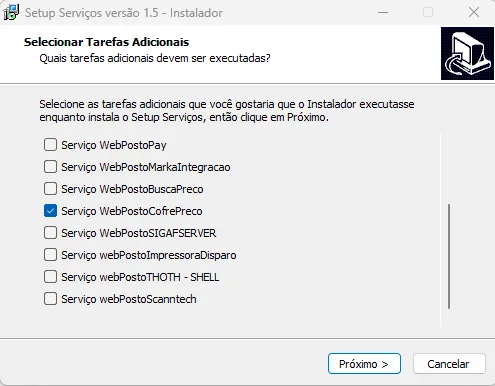 Setup Serviços versão 1.5 - Instalador
Selecionar Tarefas Adicionais
Quais tarefas adicionais devem ser executadas?
Selecione as tarefas adicionais que você gostaria que o Instalador executasse
enquanto instala o Setup Serviços, então clique em Próximo.
Serviço WebPostoPay
Serviço WebPostoMarkaIntegracao
Serviço WebPostoBuscaPreco
Serviço WebPostoCofrePreco
Serviço WebPostoSIGAFSERVER
Serviço webPostoImpressoraDisparo
Serviço webPostoTHOTH - SHELL
Serviço webPostoScanntech
Próximo >
Cancelar